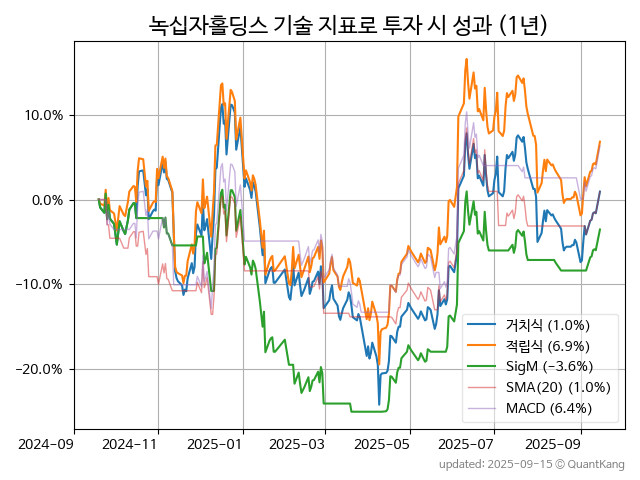 녹십자홀딩스 기술 지표로 투자 시 성과 (1년)
10.0%
0.0%
−10.0%
−20.0%
거치식 (1.0%)
적립식 (6.9%)
SigM (−3.6%)
SMA(20) (1.0%)
MACD (6.4%)
2024-09 2024-11 2025-01 2025-03 2025-05 2025-07 2025-09
updated: 2025-09-15 © QuantKang